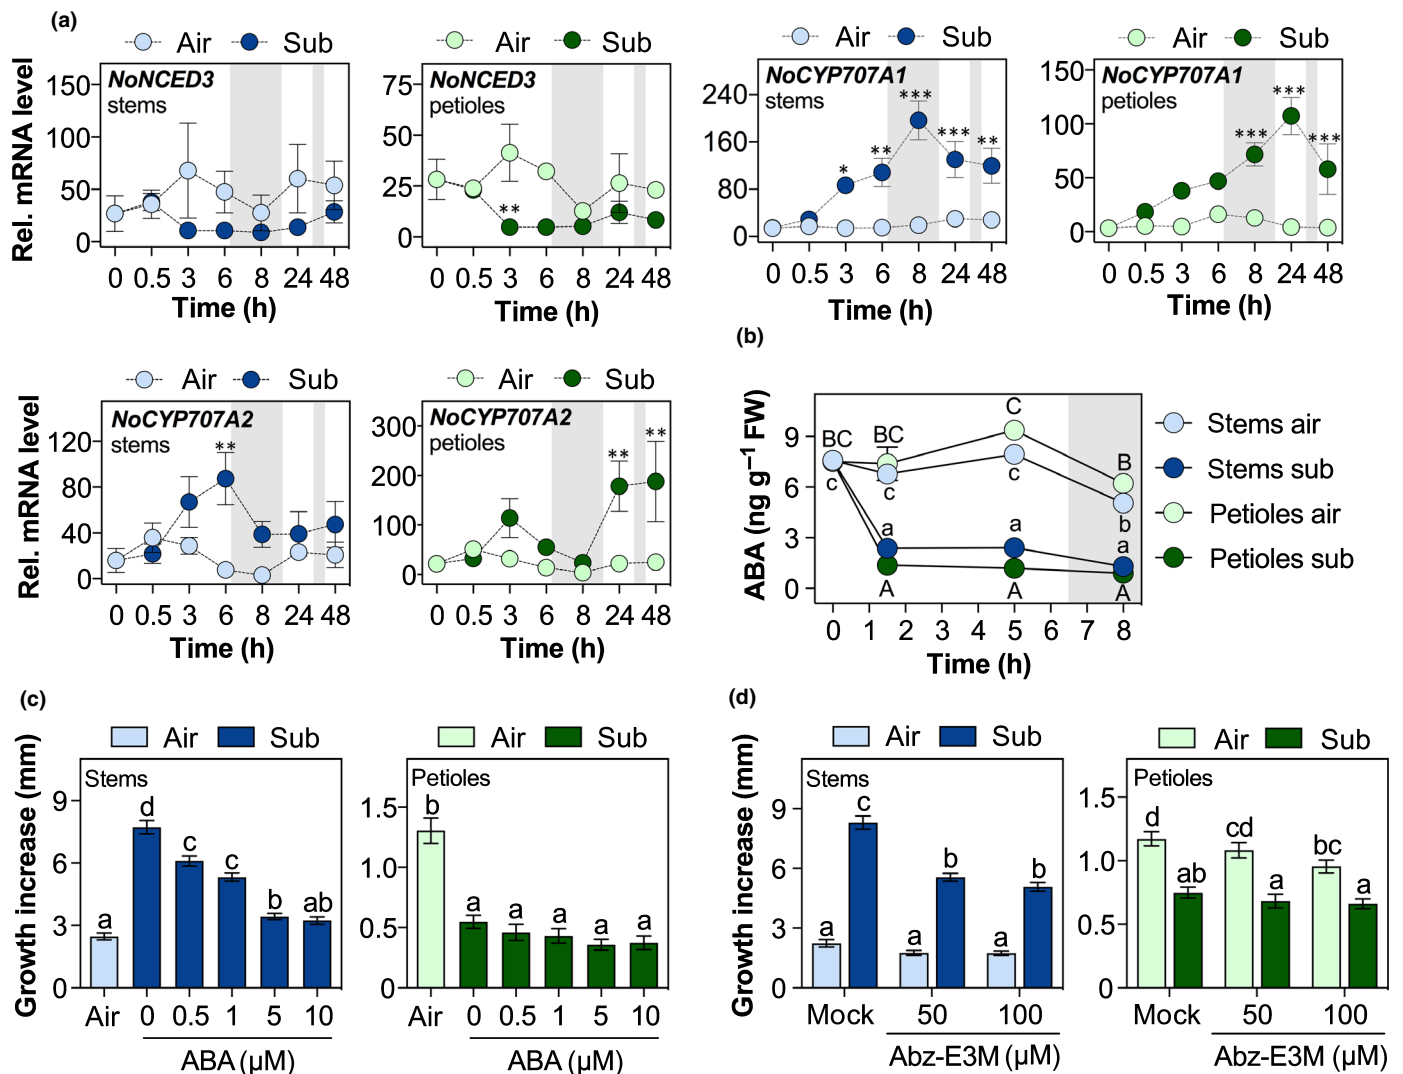 (a)
Air Sub
Air Sub
Air Sub
Air Sub
Rel. mRNA level
NoNCED3
stems
150
100
50
0
0 0.5 3 6 8 24 48
Time (h)
NoNCED3
petioles
75
50
25
0
**
0 0.5 3 6 8 24 48
Time (h)
NoCYP707A1
stems
240
160
80
0
* ** *** *** **
0 0.5 3 6 8 24 48
Time (h)
NoCYP707A1
petioles
150
100
50
0
*** *** ***
0 0.5 3 6 8 24 48
Time (h)
Air Sub
Air Sub
Rel. mRNA level
NoCYP707A2
stems
120
80
40
0
**
0 0.5 3 6 8 24 48
Time (h)
NoCYP707A2
petioles
300
200
100
0
** **
0 0.5 3 6 8 24 48
Time (h)
(b)
ABA (ng g⁻¹ FW)
9
6
3
0
BC BC C B
c c c b
a a a
A A A
0 1 2 3 4 5 6 7 8
Time (h)
Stems air
Stems sub
Petioles air
Petioles sub
(c)
Air Sub
Air Sub
Growth increase (mm)
Stems
9
6
3
0
a d c c b ab
Air 0 0.5 1 5 10
ABA (µM)
Petioles
1.5
1.0
0.5
0
b a a a a a
Air 0 0.5 1 5 10
ABA (µM)
(d)
Air Sub
Air Sub
Growth increase (mm)
Stems
9
6
3
0
a c a b a b
Mock 50 100
Abz-E3M (µM)
Petioles
1.5
1.0
0.5
0
d ab cd a bc a
Mock 50 100
Abz-E3M (µM)